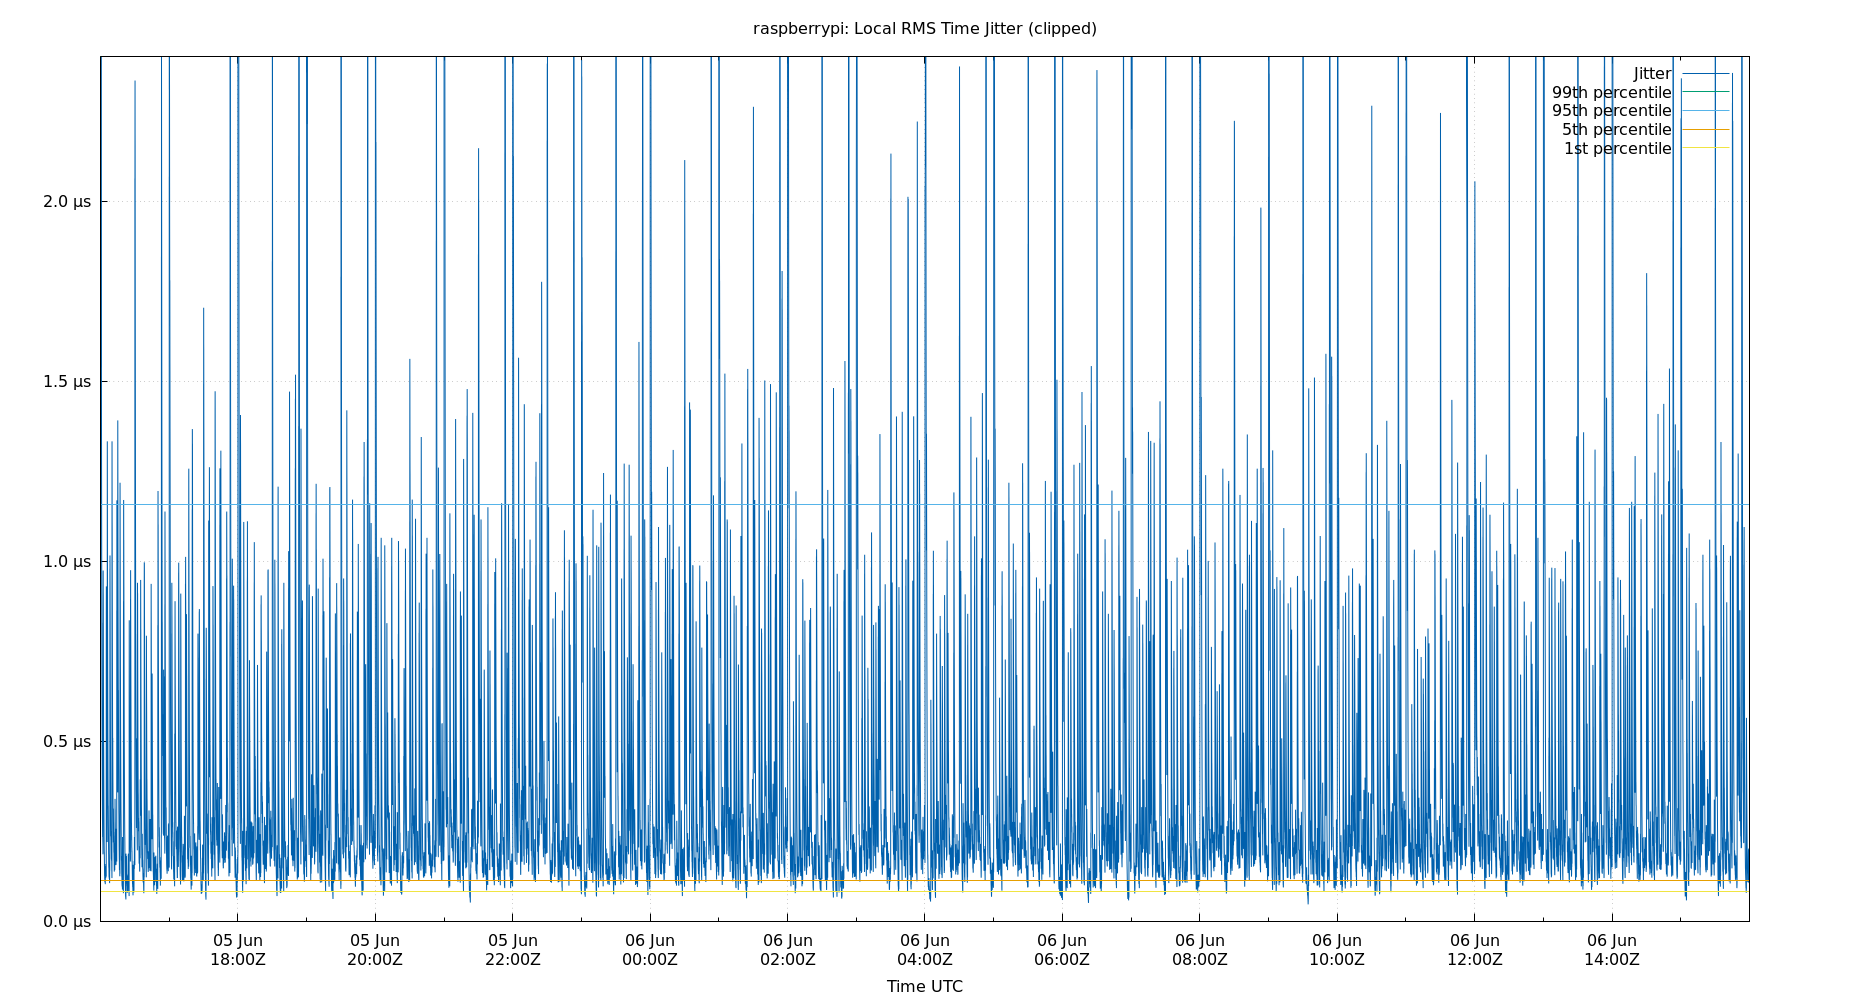 raspberrypi: Local RMS Time Jitter (clipped)
Jitter
99th percentile
95th percentile
5th percentile
1st percentile
2.0 µs
1.5 µs
1.0 µs
0.5 µs
0.0 µs
05 Jun 05 Jun 05 Jun 06 Jun 06 Jun 06 Jun 06 Jun 06 Jun 06 Jun 06 Jun 06 Jun
18:00Z 20:00Z 22:00Z 00:00Z 02:00Z 04:00Z 06:00Z 08:00Z 10:00Z 12:00Z 14:00Z
Time UTC